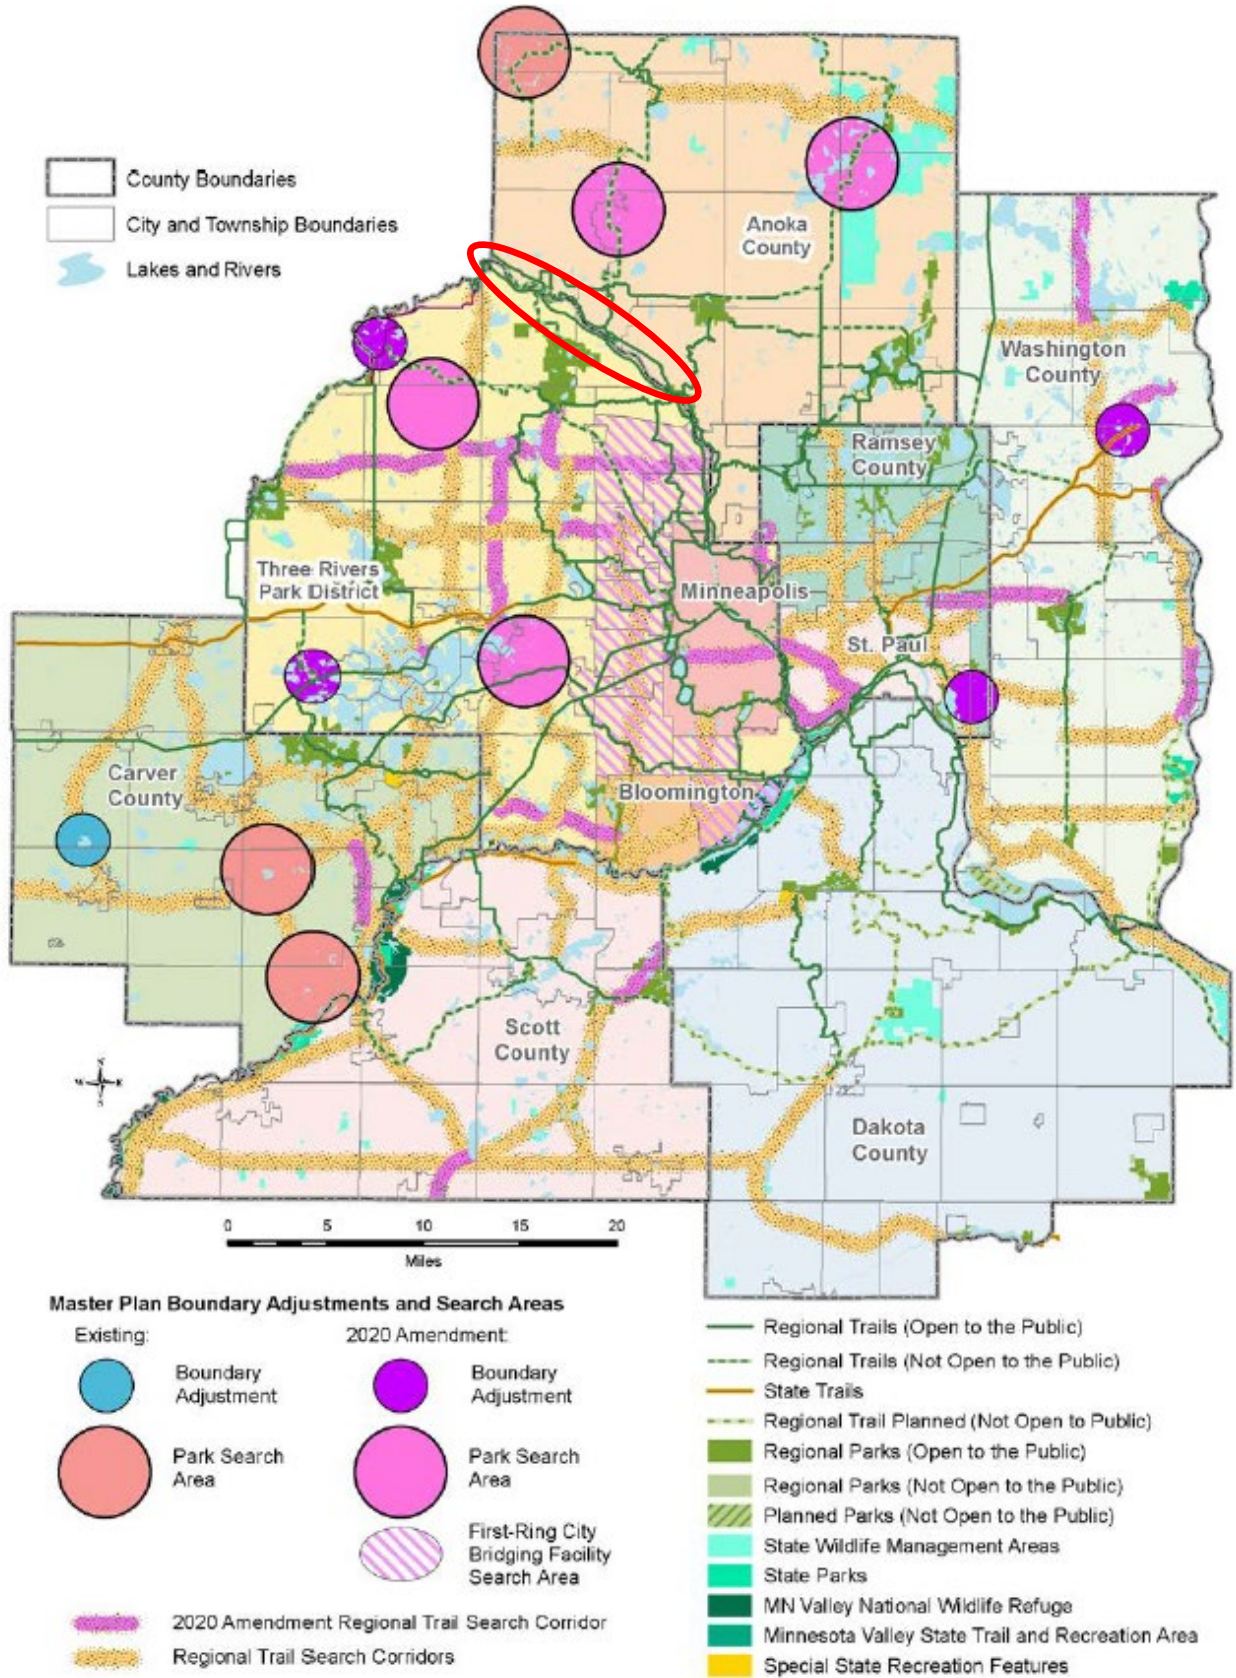 County Boundaries
City and Township Boundaries
Lakes and Rivers
Anoka
County
Washington
County
Ramsey
County
Three Rivers
Park District
Minneapolis
St. Paul
Carver
County
Bloomington
Scott
County
Dakota
County
N
W E
S
0 5 10 15 20
Miles
Master Plan Boundary Adjustments and Search Areas
Existing:
Boundary
Adjustment
Park Search
Area
2020 Amendment:
Boundary
Adjustment
Park Search
Area
First-Ring City
Bridging Facility
Search Area
2020 Amendment Regional Trail Search Corridor
Regional Trail Search Corridors
Regional Trails (Open to the Public)
Regional Trails (Not Open to the Public)
State Trails
Regional Trail Planned (Not Open to Public)
Regional Parks (Open to the Public)
Regional Parks (Not Open to the Public)
Planned Parks (Not Open to the Public)
State Wildlife Management Areas
State Parks
MN Valley National Wildlife Refuge
Minnesota Valley State Trail and Recreation Area
Special State Recreation Features